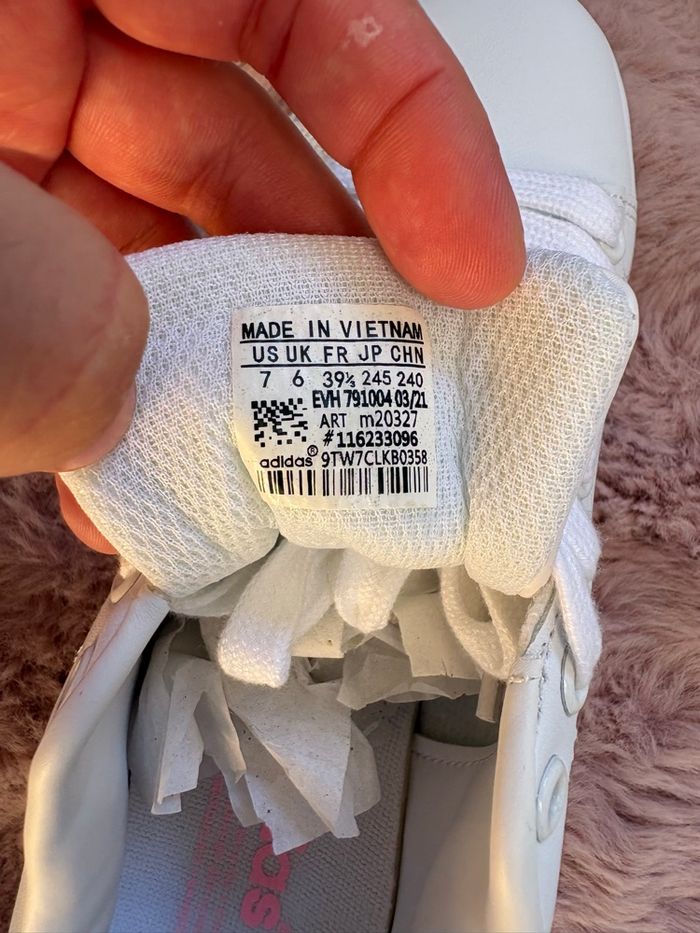 MADE IN VIETNAM
US UK FR JP CHN
7 6 39⅓ 245 240
EVH 791004 03/21
ART m20327
#116233096
adidas® 9TW7CLKB0358